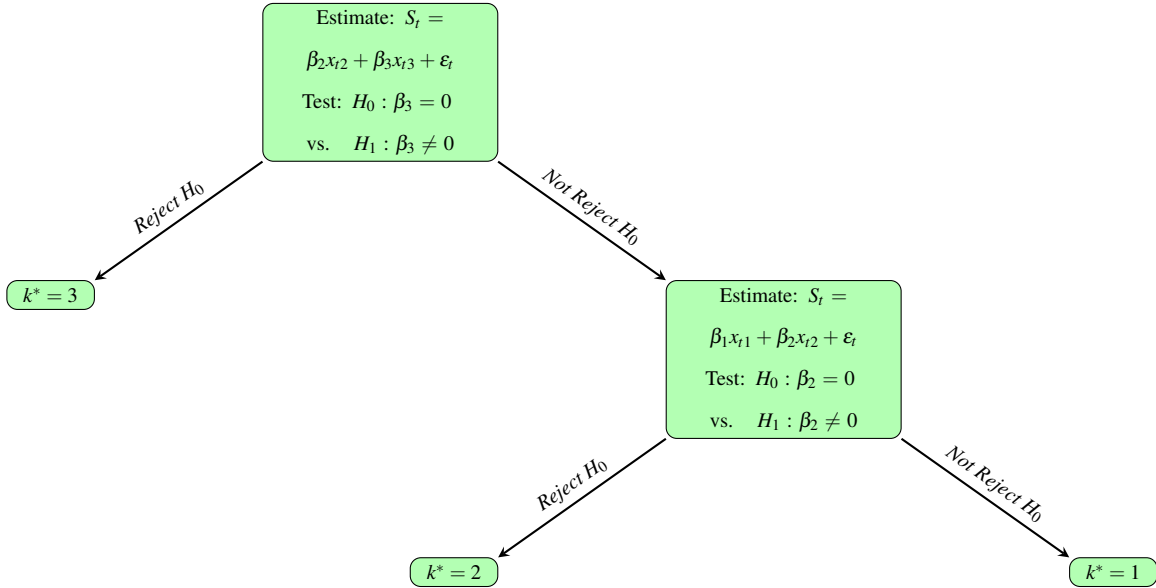 Estimate: S_t =
β_2x_{t2} + β_3x_{t3} + ε_t
Test: H_0 : β_3 = 0
vs. H_1 : β_3 ≠ 0
Reject H_0
Not Reject H_0
k* = 3
Estimate: S_t =
β_1x_{t1} + β_2x_{t2} + ε_t
Test: H_0 : β_2 = 0
vs. H_1 : β_2 ≠ 0
Reject H_0
Not Reject H_0
k* = 2
k* = 1